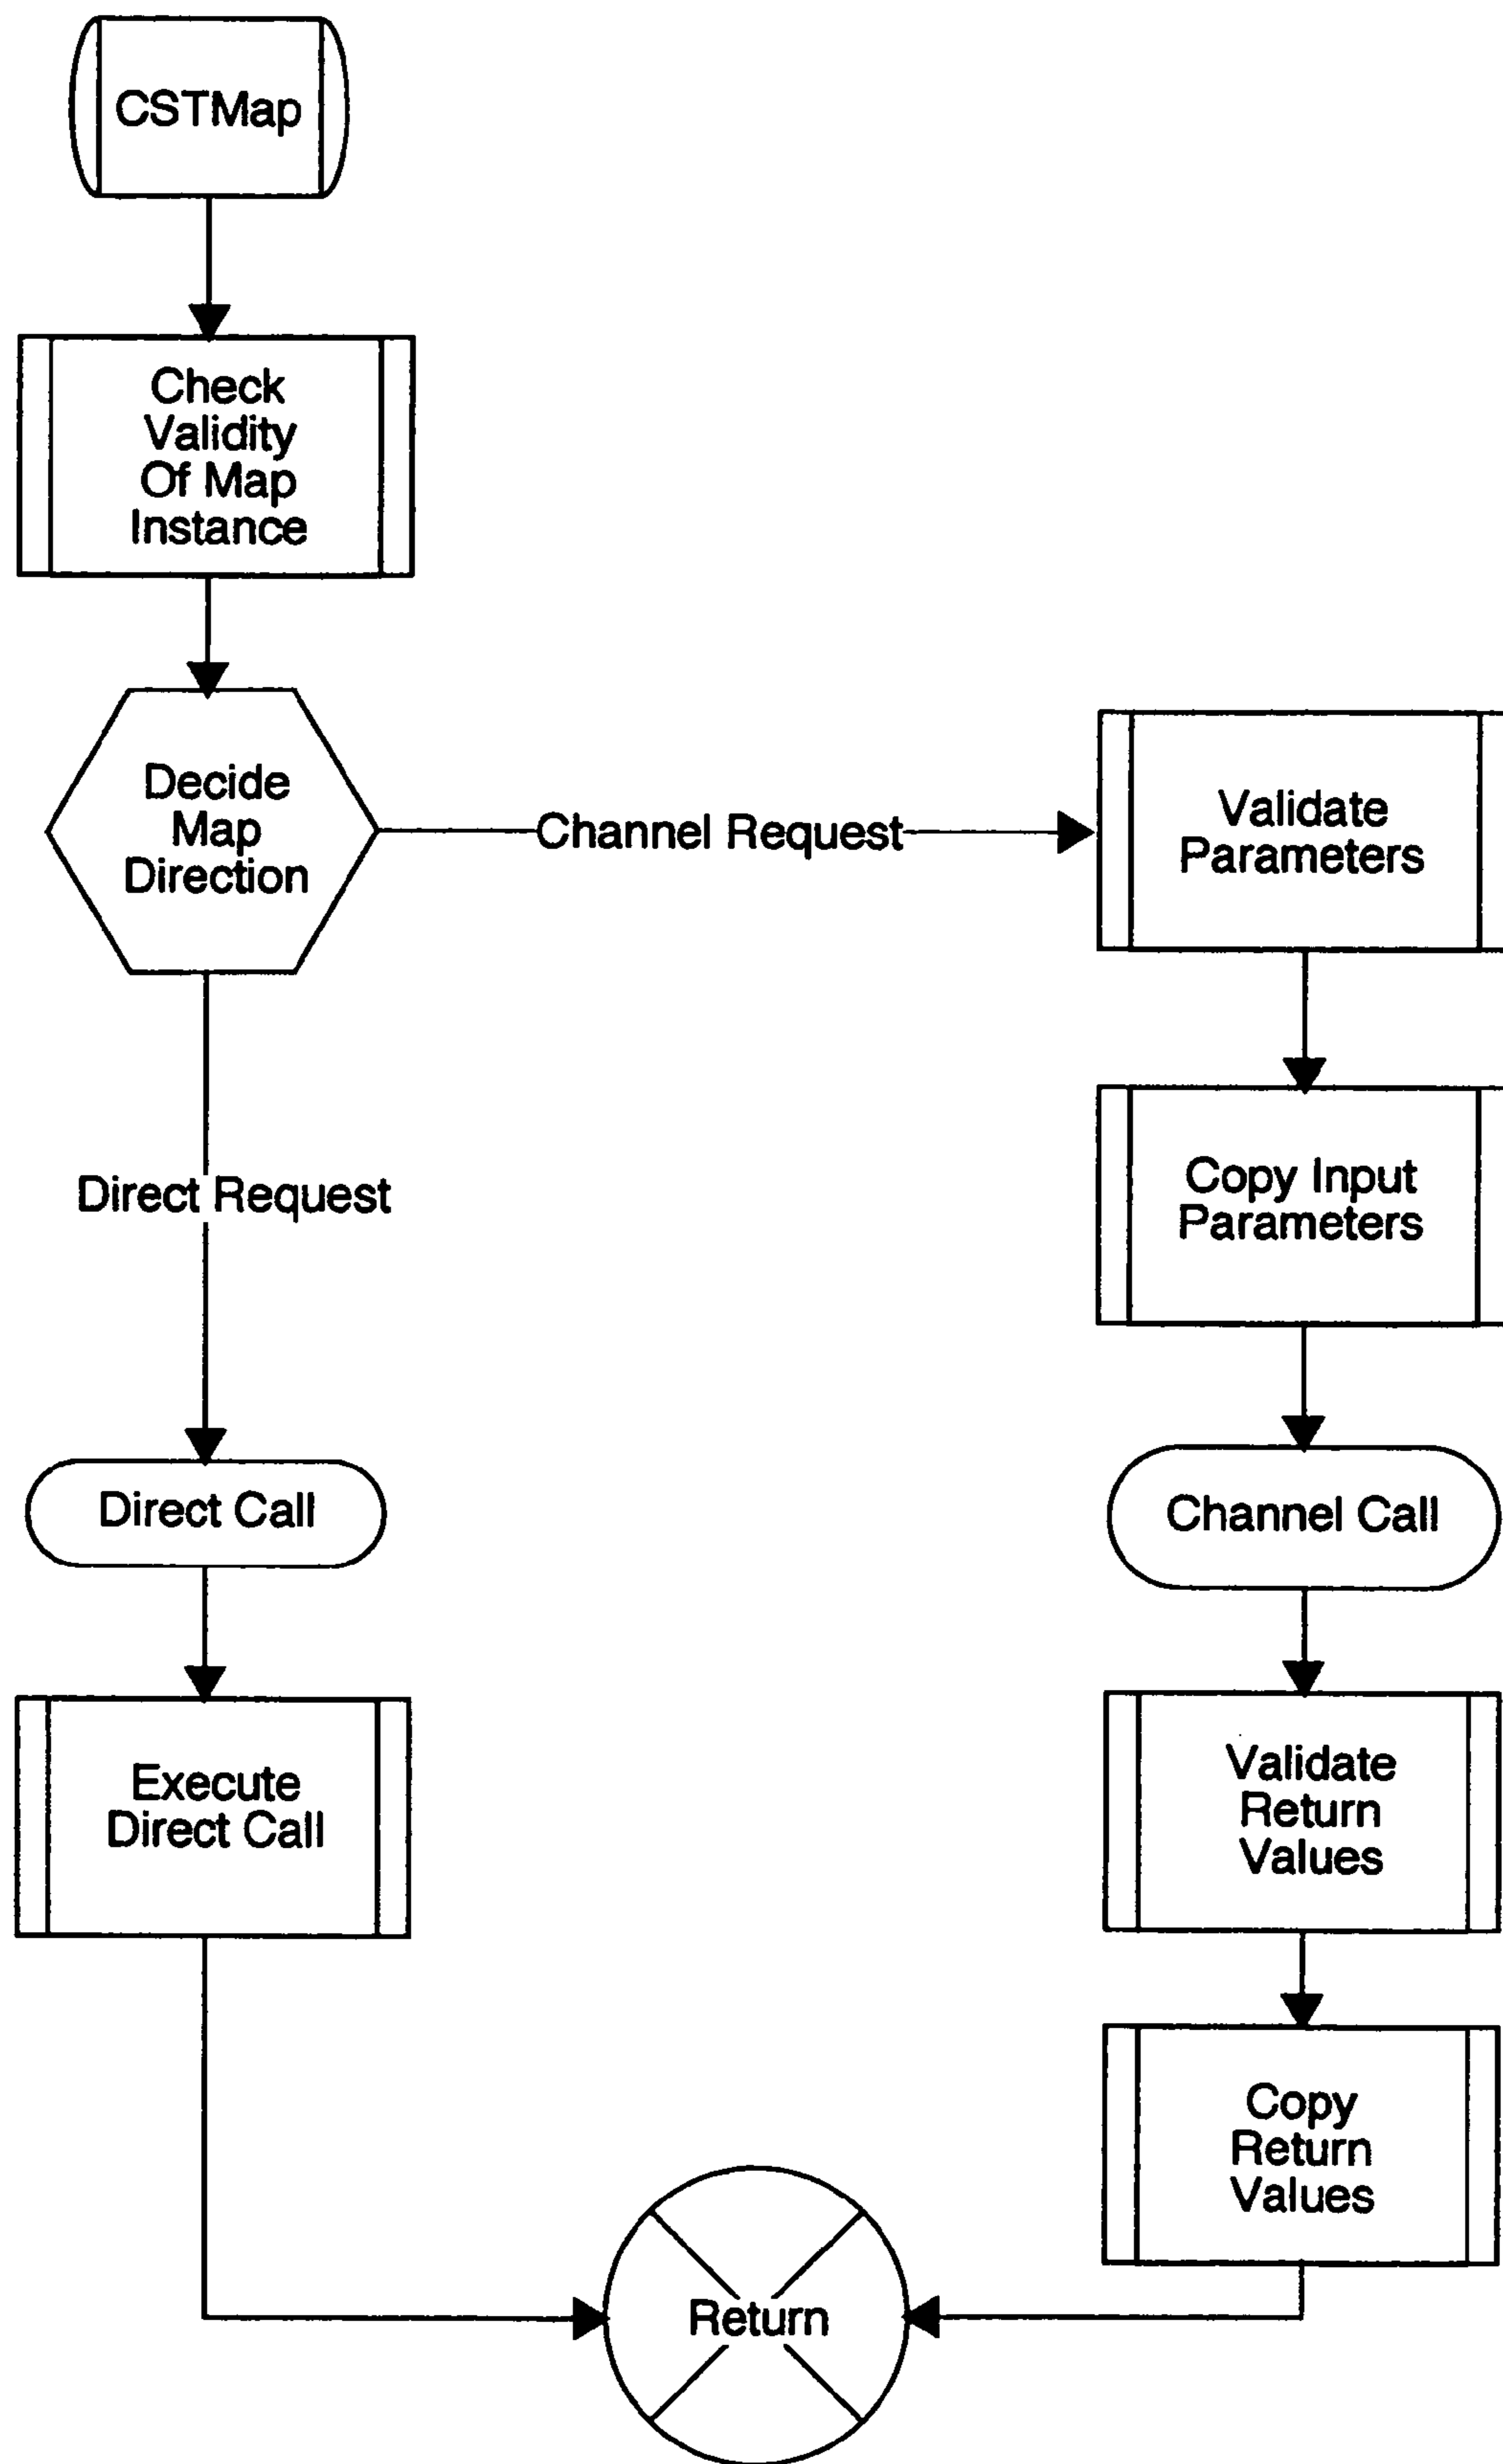 CSTMap
Check
Validity
Of Map
Instance
Decide
Map
Direction
Channel Request
Validate
Parameters
Copy Input
Parameters
Direct Request
Direct Call
Channel Call
Execute
Direct Call
Validate
Return
Values
Copy
Return
Values
Return